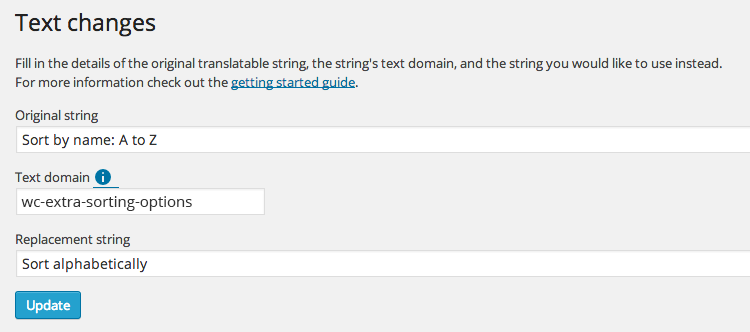 Text changes
Fill in the details of the original translatable string, the string's text domain, and the string you would like to use instead.
For more information check out the getting started guide.
Original string
Sort by name: A to Z
Text domain i
wc-extra-sorting-options
Replacement string
Sort alphabetically
Update